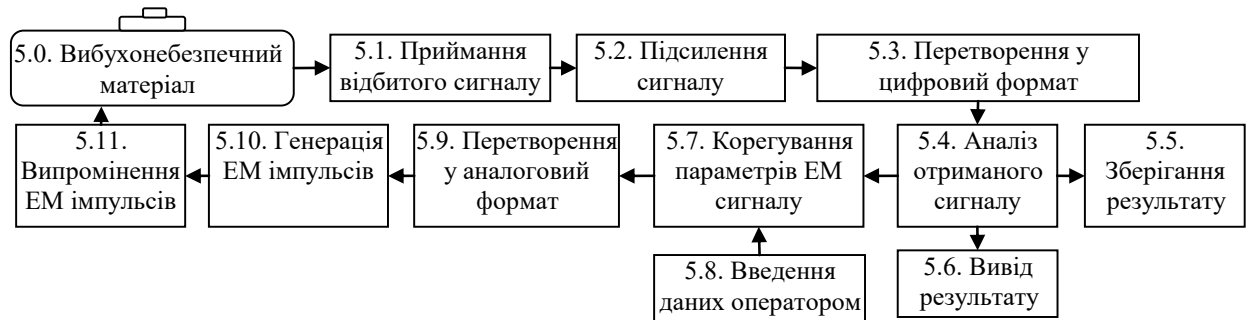 5.0. Вибухонебезпечний
матеріал
5.1. Приймання
відбитого сигналу
5.2. Підсилення
сигналу
5.3. Перетворення у
цифровий формат
5.11.
Випромінення
ЕМ імпульсів
5.10. Генерація
ЕМ імпульсів
5.9. Перетворення
у аналоговий
формат
5.7. Корегування
параметрів ЕМ
сигналу
5.4. Аналіз
отриманого
сигналу
5.5.
Зберігання
результату
5.8. Введення
даних оператором
5.6. Вивід
результату